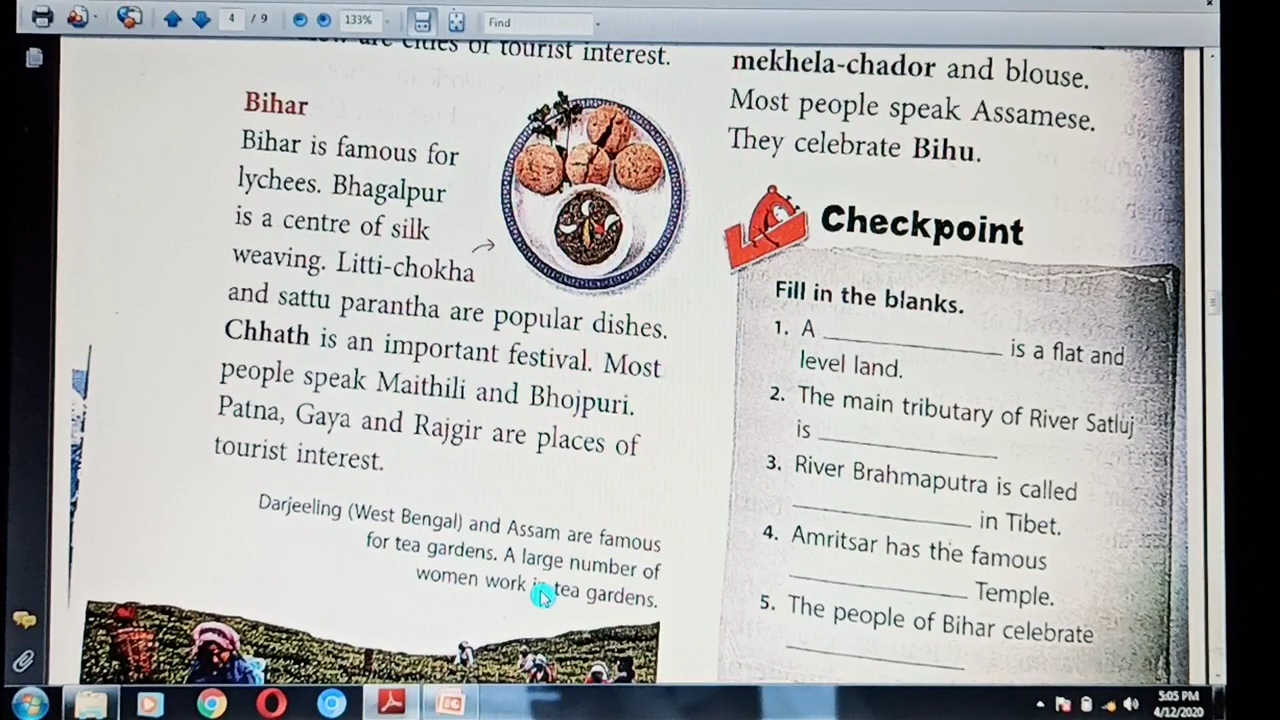 4 / 9
133%
Find
are cities of tourist interest.
Bihar
Bihar is famous for
lychees. Bhagalpur
is a centre of silk
weaving. Litti-chokha
and sattu parantha are popular dishes.
Chhath is an important festival. Most
people speak Maithili and Bhojpuri.
Patna, Gaya and Rajgir are places of
tourist interest.
Darjeeling (West Bengal) and Assam are famous
for tea gardens. A large number of
women work in tea gardens.
mekhela-chador and blouse.
Most people speak Assamese.
They celebrate Bihu.
Checkpoint
Fill in the blanks.
1. A ____________ is a flat and
level land.
2. The main tributary of River Satluj
is ____________
3. River Brahmaputra is called
____________ in Tibet.
4. Amritsar has the famous
____________ Temple.
5. The people of Bihar celebrate
____________
5:05 PM
4/12/2020